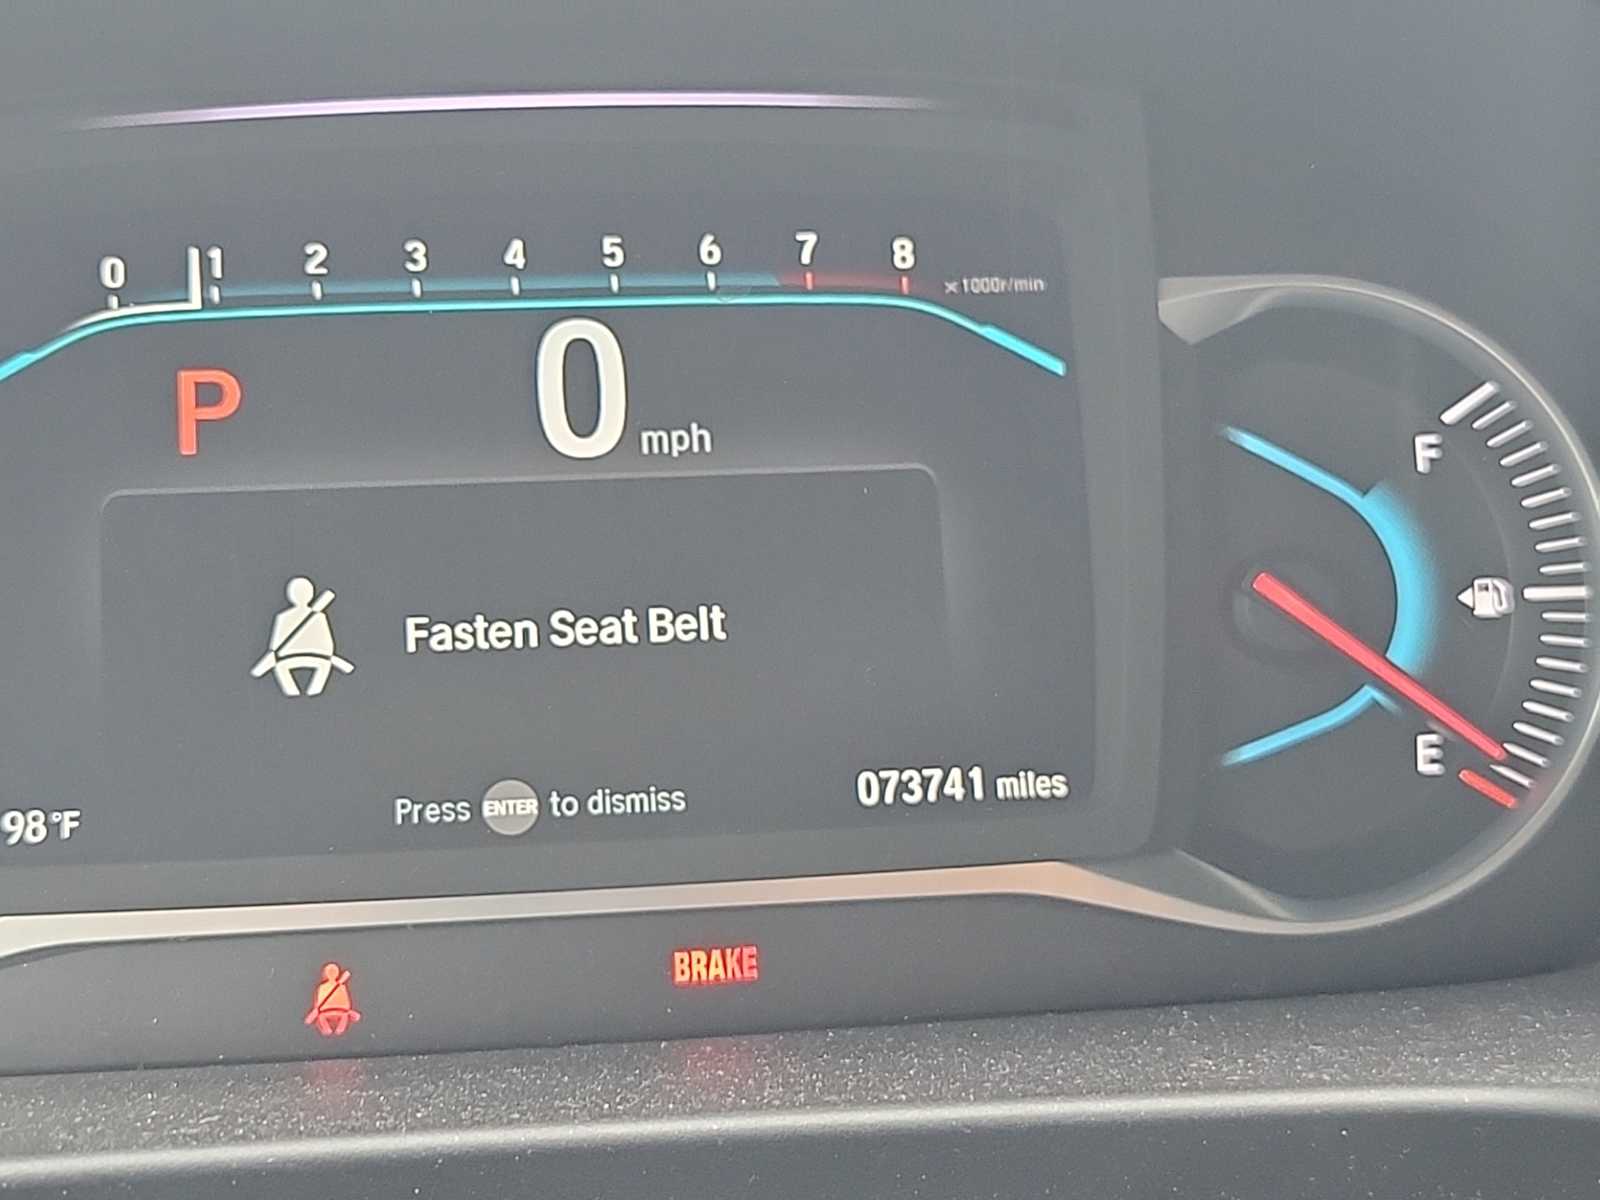 0 1 2 3 4 5 6 7 8 x1000r/min
P 0 mph
F
Fasten Seat Belt
E
98°F Press ENTER to dismiss 073741 miles
BRAKE